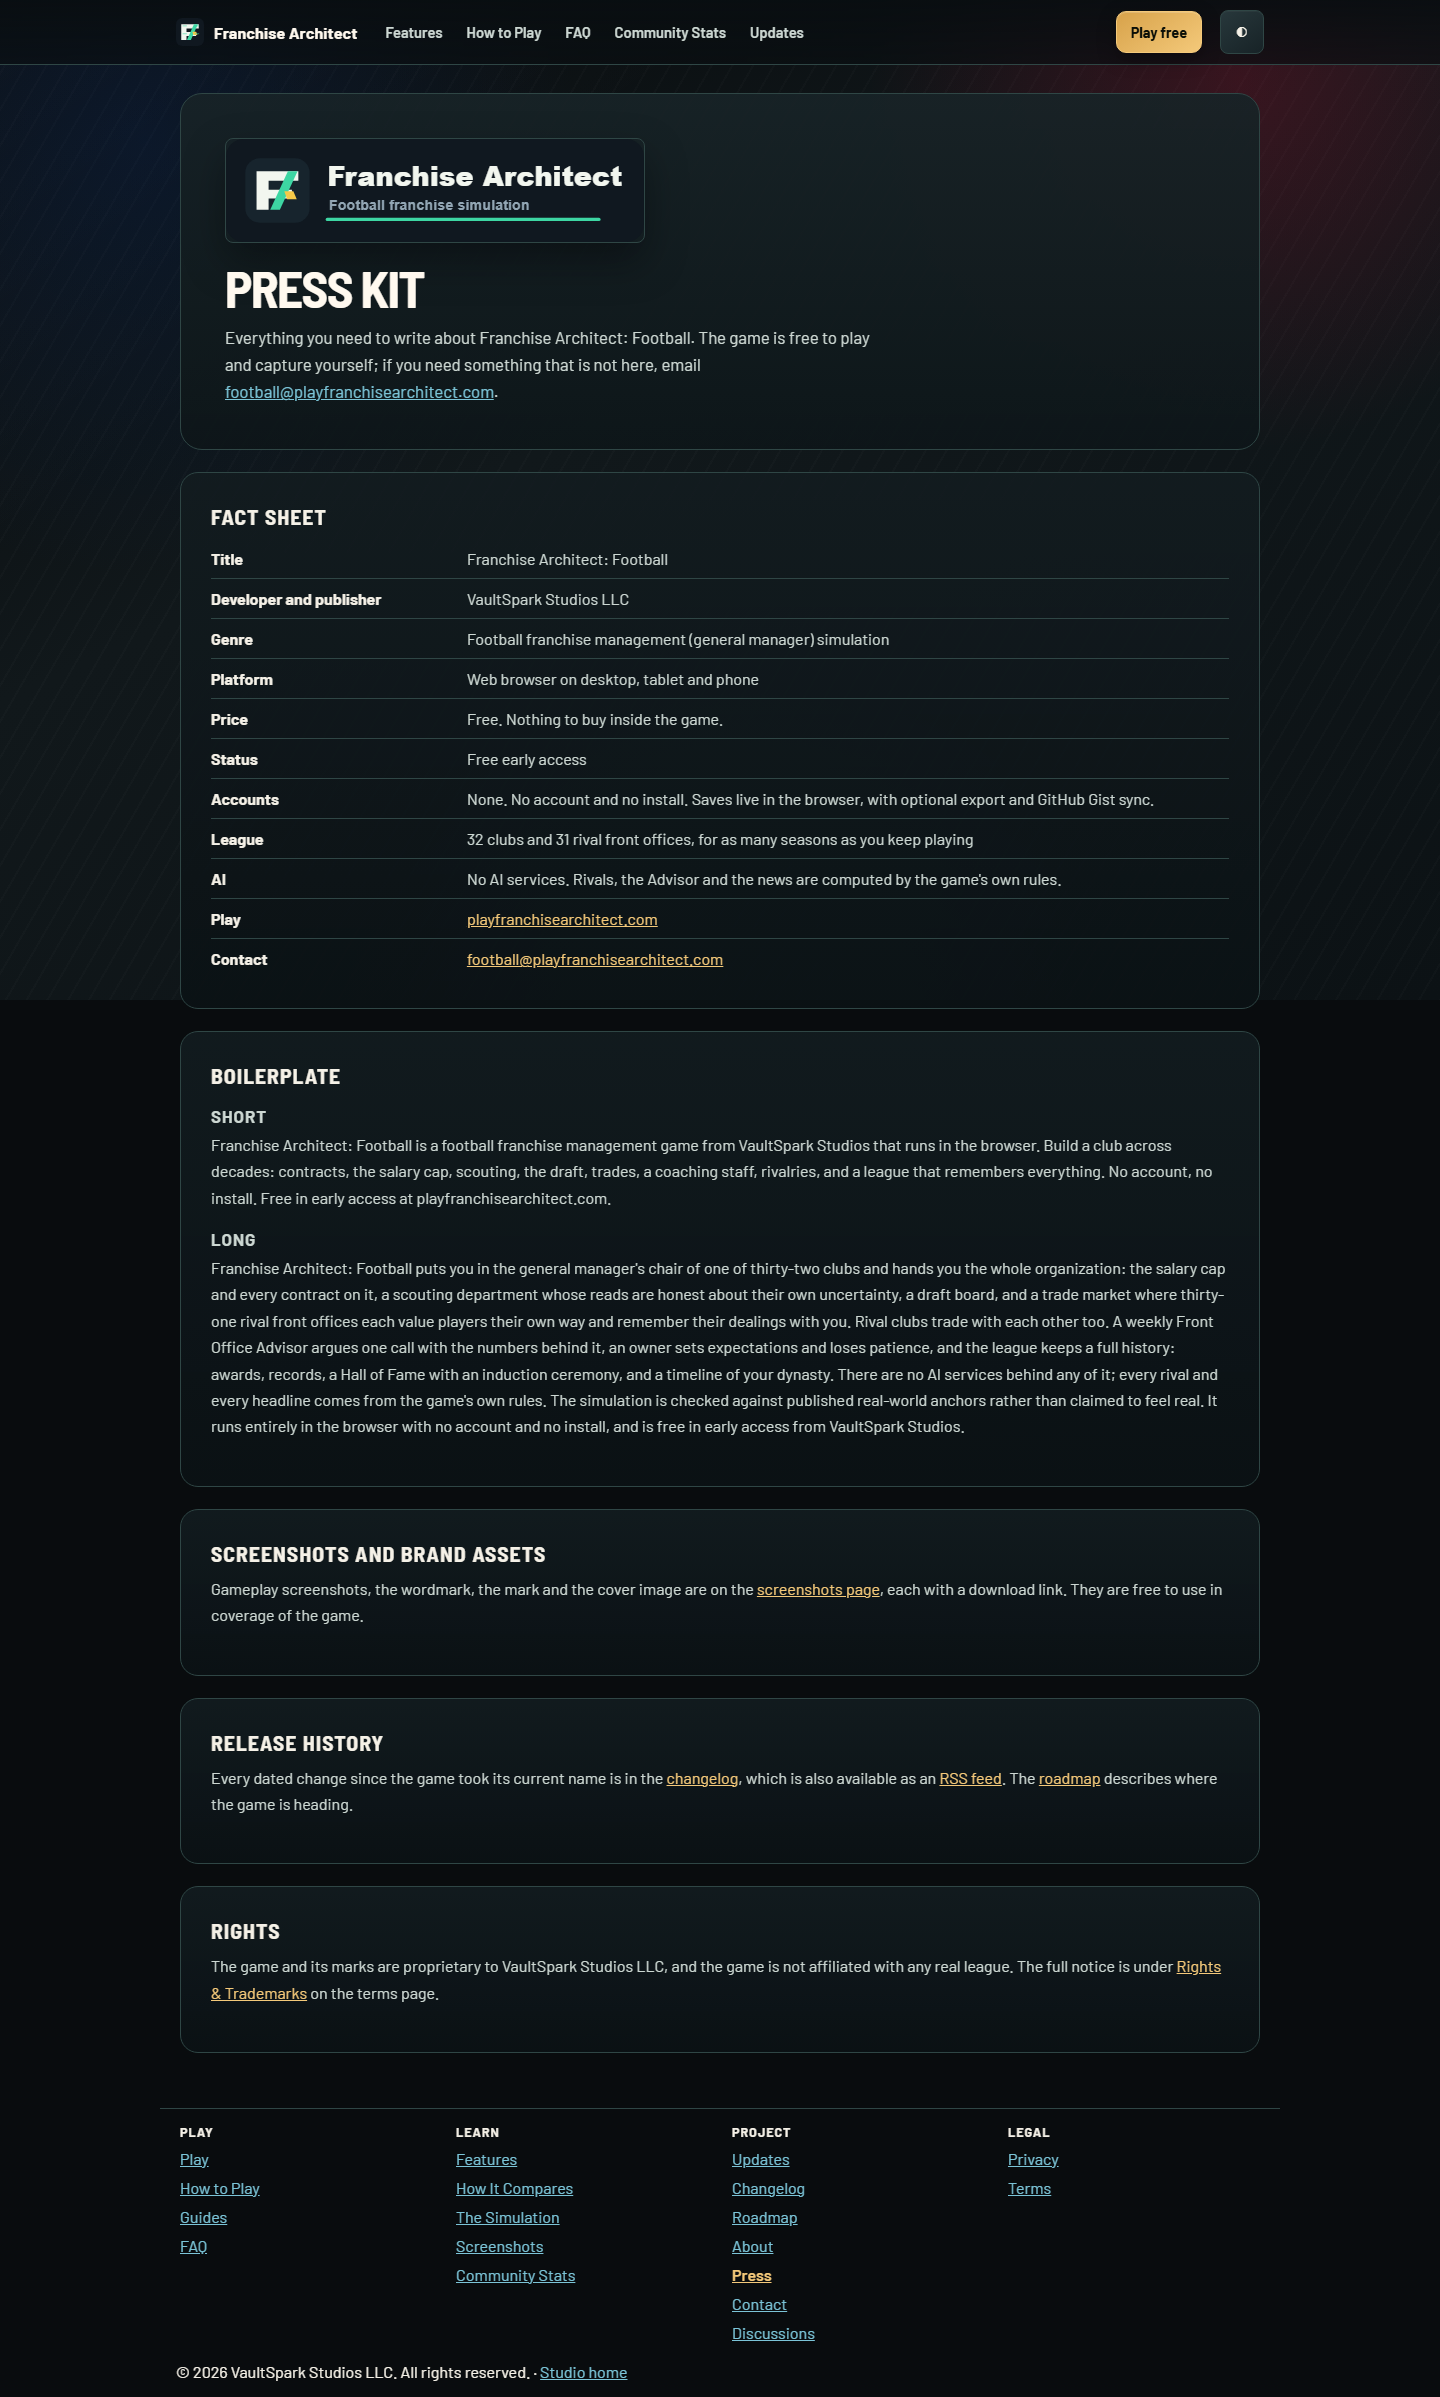 Franchise Architect Features How to Play FAQ Community Stats Updates Play free
Franchise Architect
Football franchise simulation
PRESS KIT
Everything you need to write about Franchise Architect: Football. The game is free to play
and capture yourself; if you need something that is not here, email
football@playfranchisearchitect.com.
FACT SHEET
Title Franchise Architect: Football
Developer and publisher VaultSpark Studios LLC
Genre Football franchise management (general manager) simulation
Platform Web browser on desktop, tablet and phone
Price Free. Nothing to buy inside the game.
Status Free early access
Accounts None. No account and no install. Saves live in the browser, with optional export and GitHub Gist sync.
League 32 clubs and 31 rival front offices, for as many seasons as you keep playing
AI No AI services. Rivals, the Advisor and the news are computed by the game's own rules.
Play playfranchisearchitect.com
Contact football@playfranchisearchitect.com
BOILERPLATE
SHORT
Franchise Architect: Football is a football franchise management game from VaultSpark Studios that runs in the browser. Build a club across
decades: contracts, the salary cap, scouting, the draft, trades, a coaching staff, rivalries, and a league that remembers everything. No account, no
install. Free in early access at playfranchisearchitect.com.
LONG
Franchise Architect: Football puts you in the general manager's chair of one of thirty-two clubs and hands you the whole organization: the salary cap
and every contract on it, a scouting department whose reads are honest about their own uncertainty, a draft board, and a trade market where thirty-
one rival front offices each value players their own way and remember their dealings with you. Rival clubs trade with each other too. A weekly Front
Office Advisor argues one call with the numbers behind it, an owner sets expectations and loses patience, and the league keeps a full history:
awards, records, a Hall of Fame with an induction ceremony, and a timeline of your dynasty. There are no AI services behind any of it; every rival and
every headline comes from the game's own rules. The simulation is checked against published real-world anchors rather than claimed to feel real. It
runs entirely in the browser with no account and no install, and is free in early access from VaultSpark Studios.
SCREENSHOTS AND BRAND ASSETS
Gameplay screenshots, the wordmark, the mark and the cover image are on the screenshots page, each with a download link. They are free to use in
coverage of the game.
RELEASE HISTORY
Every dated change since the game took its current name is in the changelog, which is also available as an RSS feed. The roadmap describes where
the game is heading.
RIGHTS
The game and its marks are proprietary to VaultSpark Studios LLC, and the game is not affiliated with any real league. The full notice is under Rights
& Trademarks on the terms page.
PLAY
Play
How to Play
Guides
FAQ
LEARN
Features
How It Compares
The Simulation
Screenshots
Community Stats
PROJECT
Updates
Changelog
Roadmap
About
Press
Contact
Discussions
LEGAL
Privacy
Terms
© 2026 VaultSpark Studios LLC. All rights reserved. · Studio home